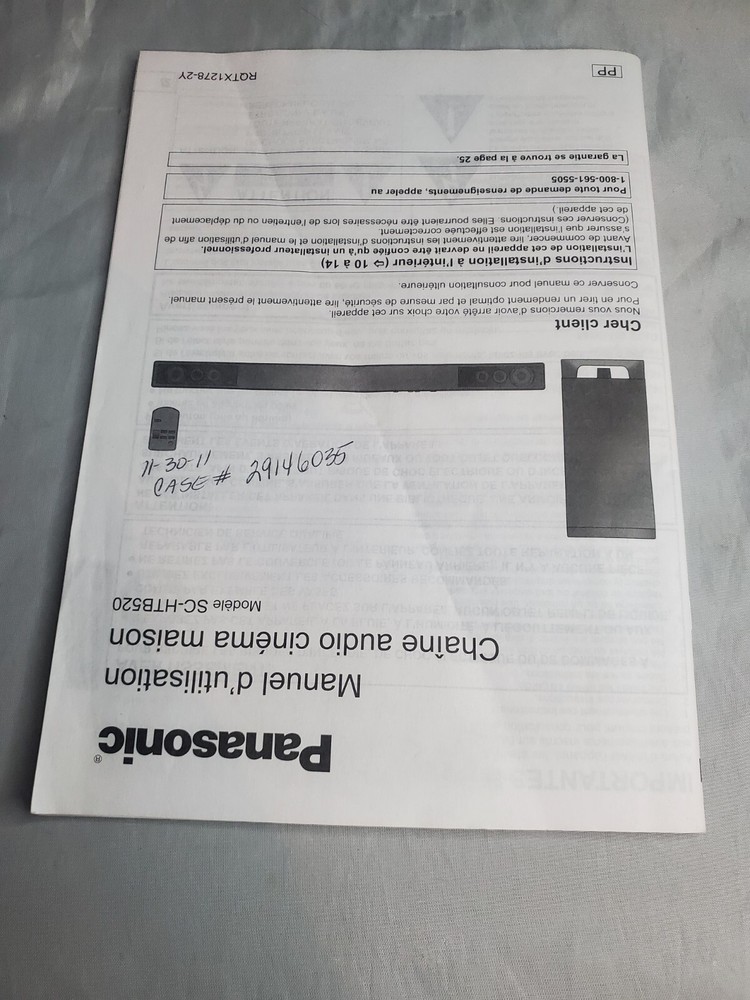 Panasonic®
Manuel d'utilisation
Chaîne audio cinéma maison
Modèle SC-HTB520
CASE # 29146035
11-30-11
Cher client
Nous vous remercions d'avoir arrêté votre choix sur cet appareil.
Pour en tirer un rendement optimal et par mesure de sécurité, lire attentivement le présent manuel.
Conserver ce manuel pour consultation ultérieure.
Instructions d'installation à l'intérieur (⇨ 10 à 14)
L'installation de cet appareil ne devrait être confiée qu'à un installateur professionnel.
Avant de commencer, lire attentivement les instructions d'installation et le manuel d'utilisation afin de
s'assurer que l'installation est effectuée correctement.
(Conserver ces instructions. Elles pourraient être nécessaires lors de l'entretien ou du déplacement
de cet appareil.)
Pour toute demande de renseignements, appeler au
1-800-561-5505
La garantie se trouve à la page 25.
PP
RQTX1278-2Y